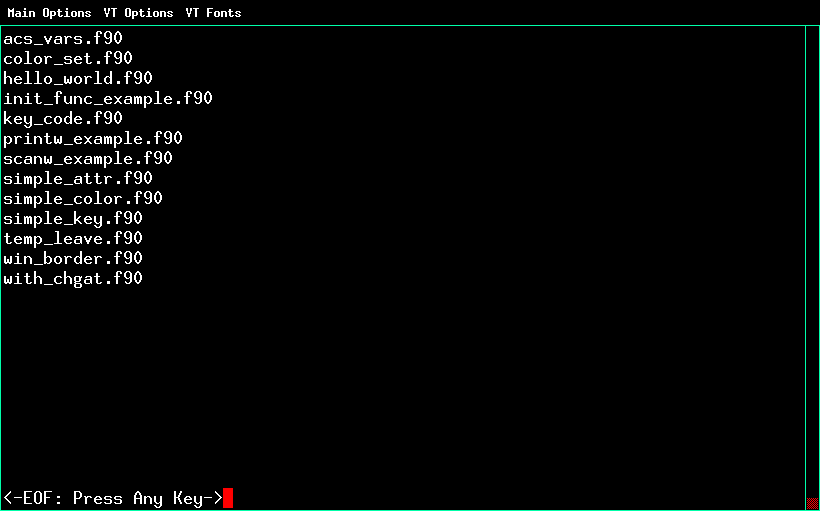 Main Options VT Options VT Fonts
acs_vars.f90
color_set.f90
hello_world.f90
init_func_example.f90
key_code.f90
printw_example.f90
scanw_example.f90
simple_attr.f90
simple_color.f90
simple_key.f90
temp_leave.f90
win_border.f90
with_chgat.f90
<-EOF: Press Any Key->